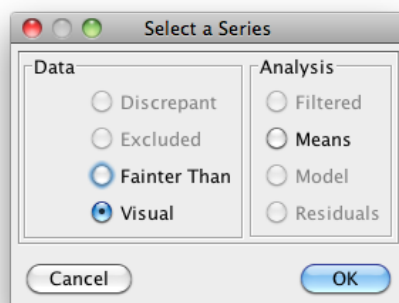 Select a Series
Data
Discrepant
Excluded
Fainter Than
Visual
Analysis
Filtered
Means
Model
Residuals
Cancel
OK